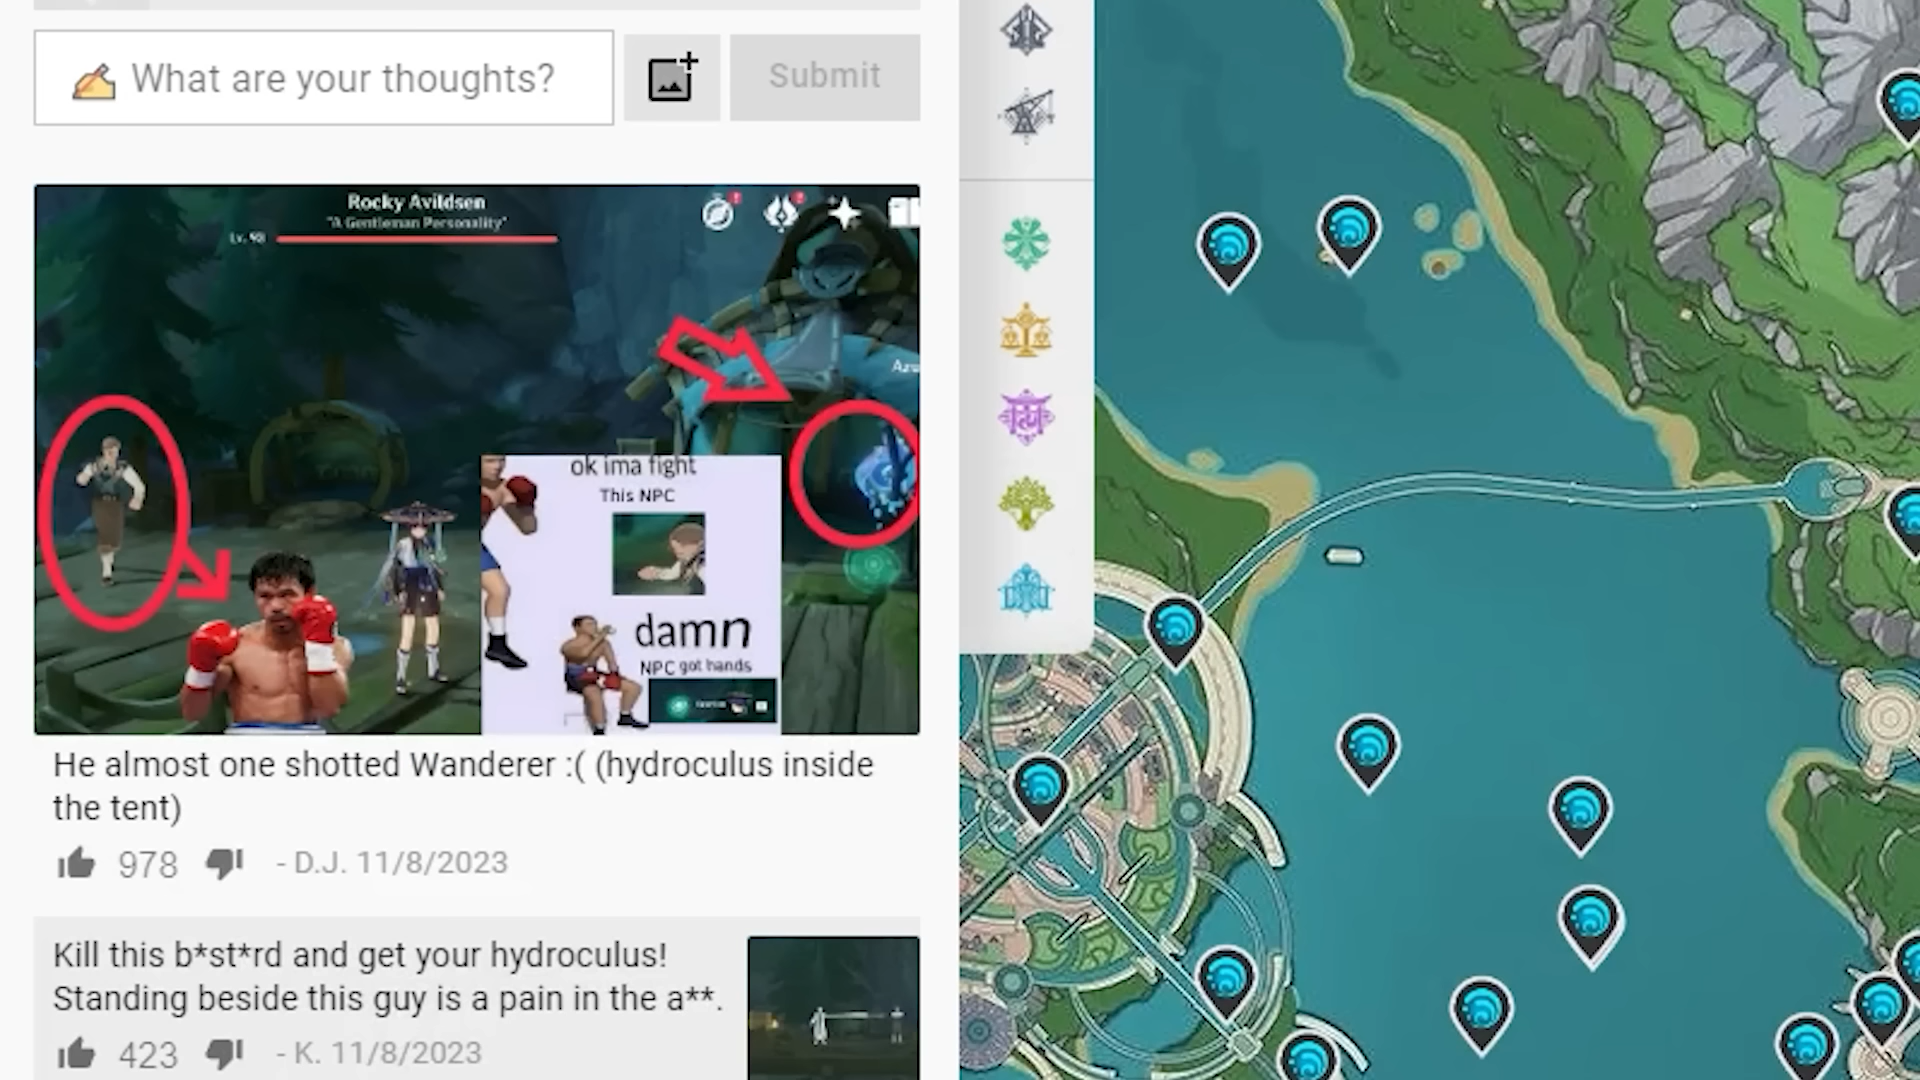 What are your thoughts?
Submit
Rocky Avildsen
"A Gentleman Personality"
Lv. 90
Azu
ok ima fight
This NPC
damn
NPC got hands
He almost one shotted Wanderer :( (hydroculus inside
the tent)
978
- D.J. 11/8/2023
Kill this b*st*rd and get your hydroculus!
Standing beside this guy is a pain in the a**.
423
- K. 11/8/2023